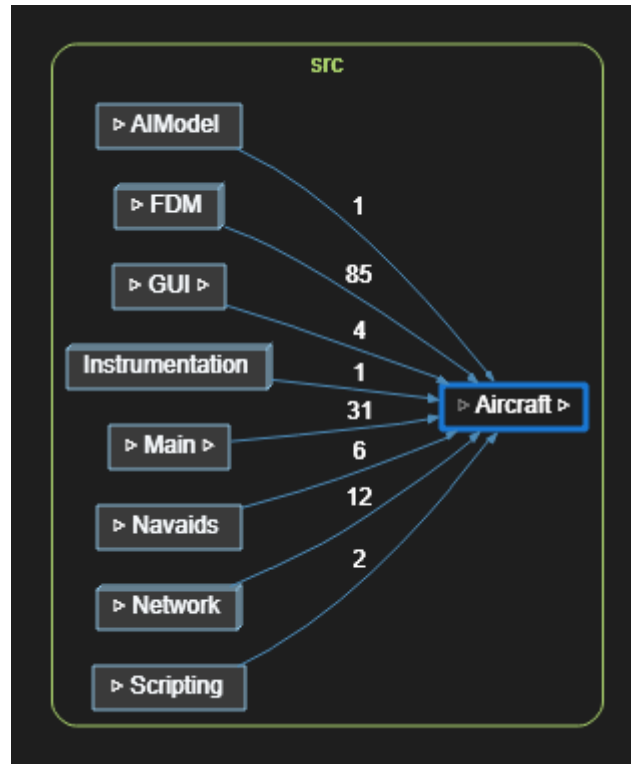 src
▹ AIModel
1
▹ FDM
85
▹ GUI ▹
4
Instrumentation
1
▹ Aircraft ▹
31
▹ Main ▹
6
▹ Navaids
12
▹ Network
2
▹ Scripting